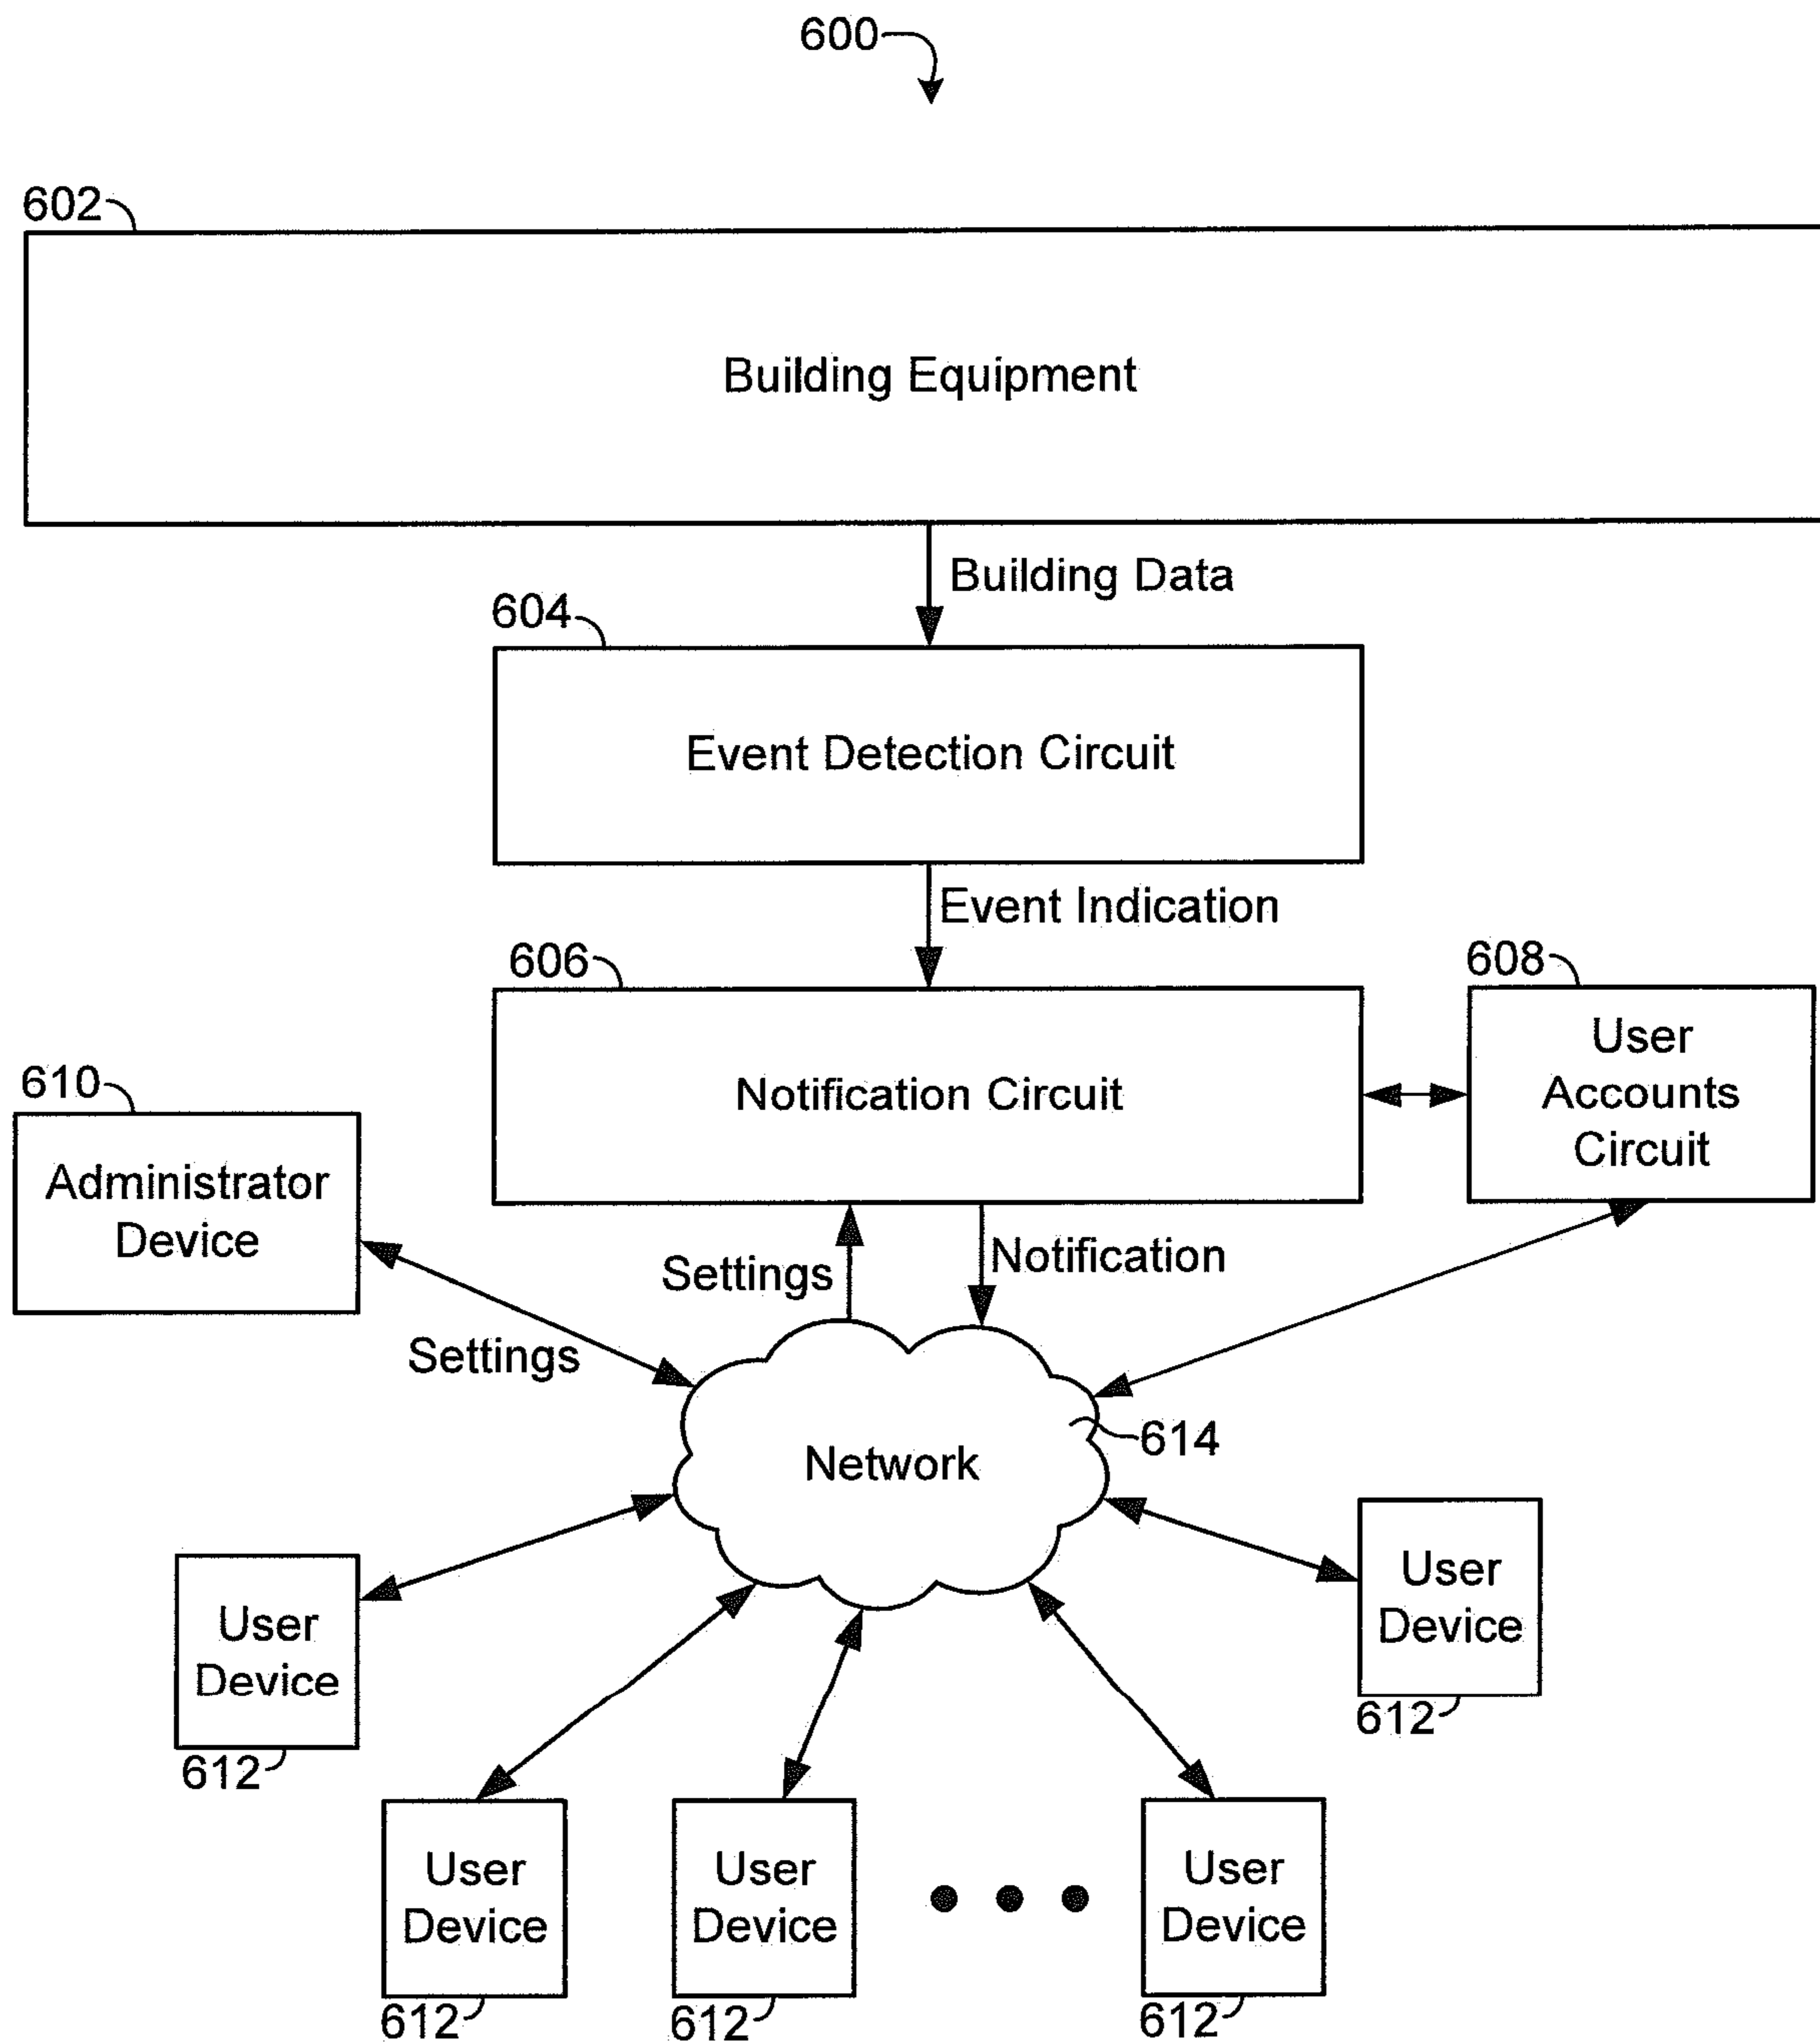 600
602
Building Equipment
Building Data
604
Event Detection Circuit
Event Indication
606
608
Notification Circuit
User
Accounts
Circuit
610
Administrator
Device
Settings
Notification
Settings
614
Network
User
Device
612
User
Device
612
User
Device
612
User
Device
612
User
Device
612